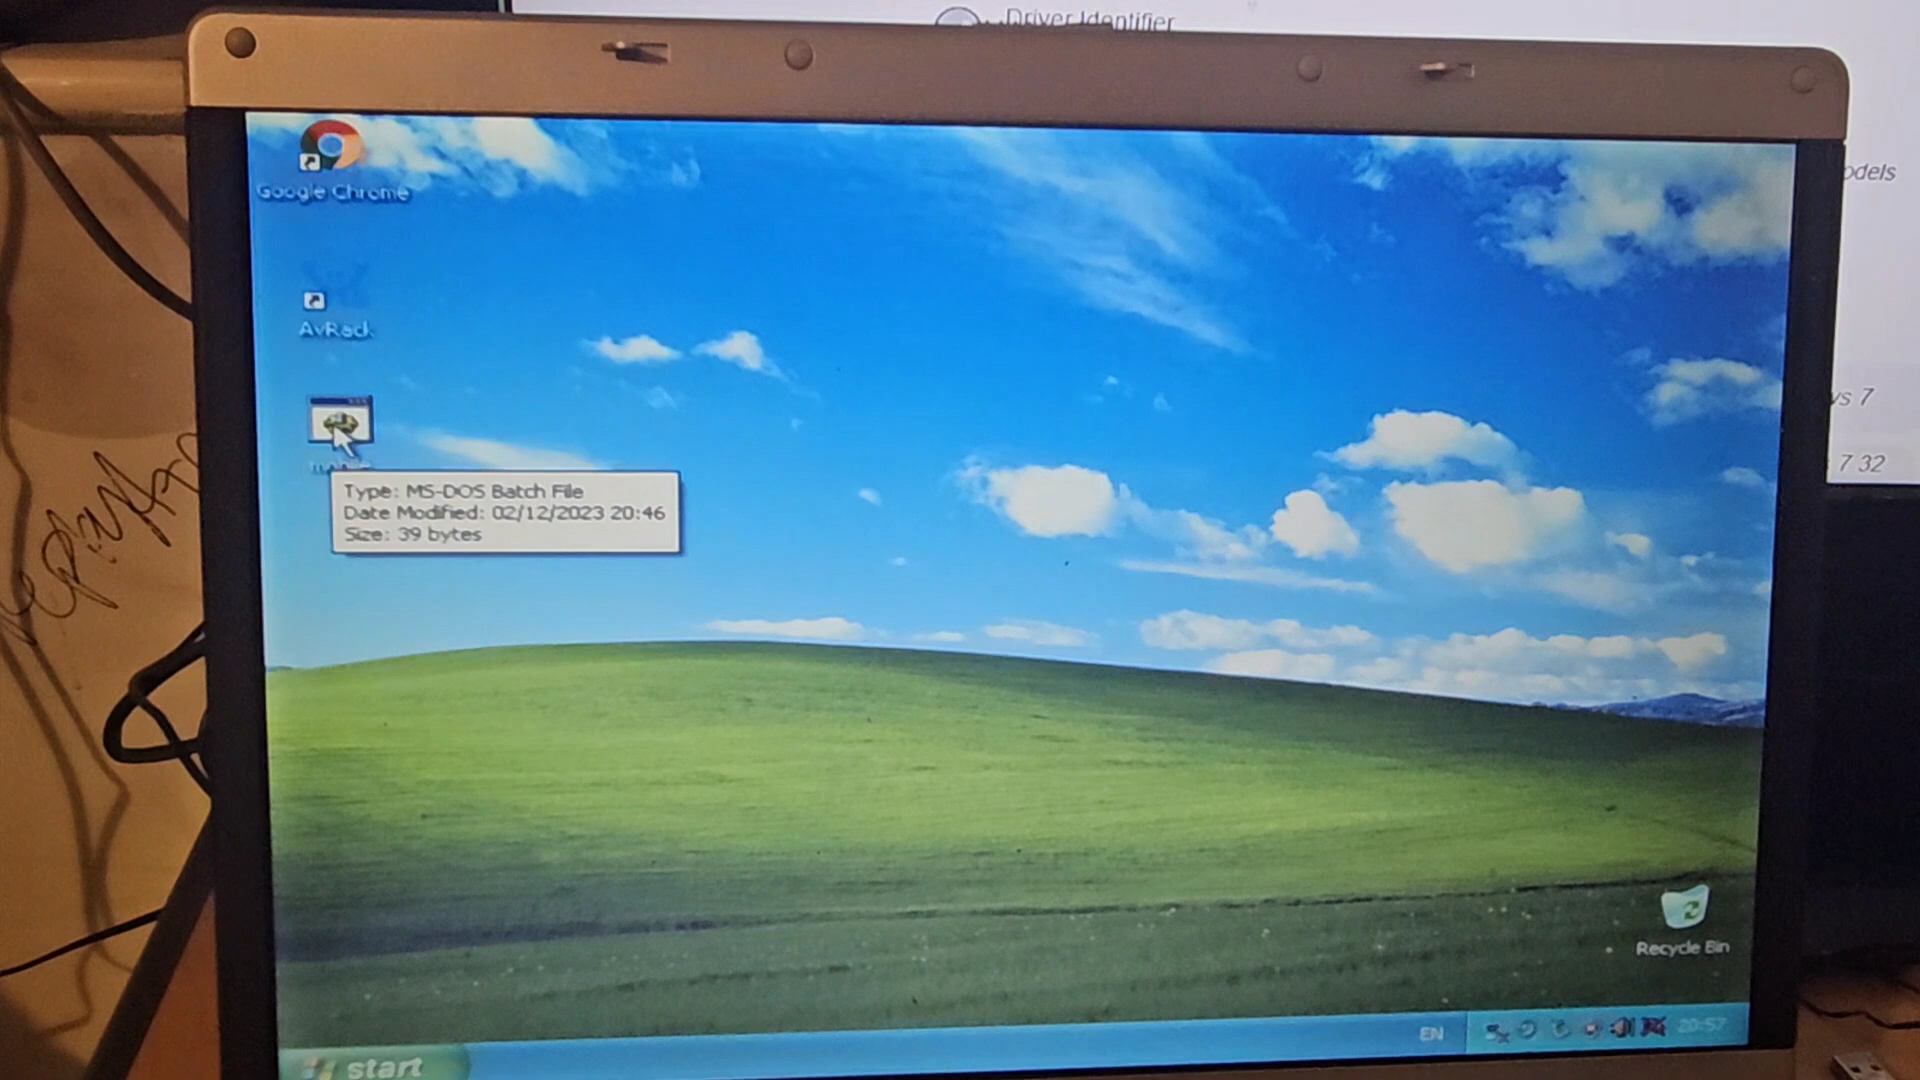 Driver Identifier
odels
ws 7
7 32
Google Chrome
AvRack
Type: MS-DOS Batch File
Date Modified: 02/12/2023 20:46
Size: 39 bytes
Recycle Bin
start
EN
20:57